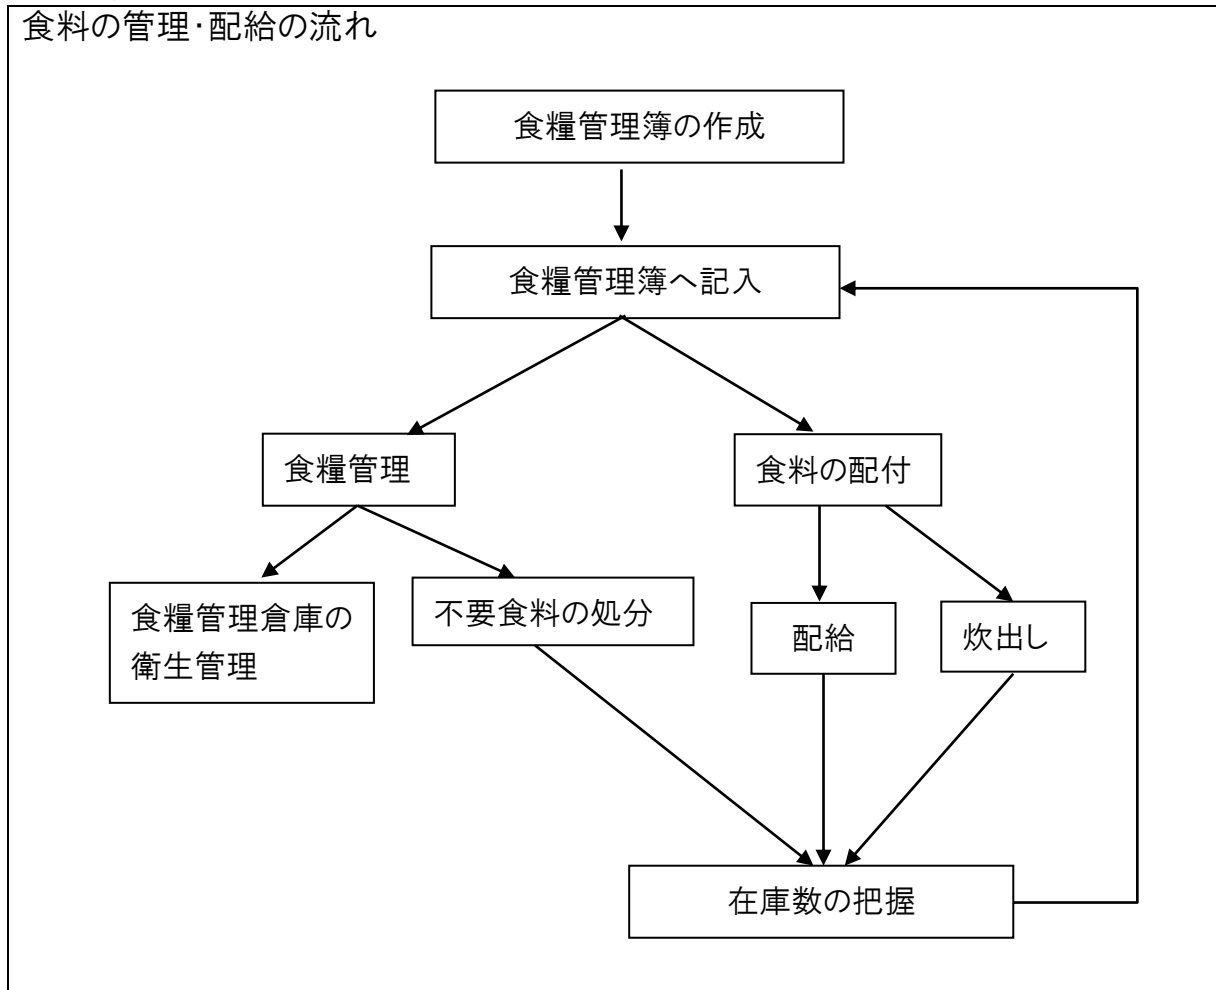 食料の管理・配給の流れ
食糧管理簿の作成
食糧管理簿へ記入
食糧管理
食料の配付
食糧管理倉庫の
衛生管理
不要食料の処分
配給
炊出し
在庫数の把握